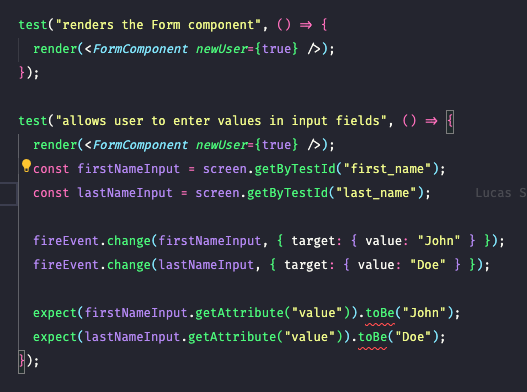 test("renders the Form component", () => {
  render(<FormComponent newUser={true} />);
});

test("allows user to enter values in input fields", () => {
  render(<FormComponent newUser={true} />);
  const firstNameInput = screen.getByTestId("first_name");
  const lastNameInput = screen.getByTestId("last_name"); Lucas S

  fireEvent.change(firstNameInput, { target: { value: "John" } });
  fireEvent.change(lastNameInput, { target: { value: "Doe" } });

  expect(firstNameInput.getAttribute("value")).toBe("John");
  expect(lastNameInput.getAttribute("value")).toBe("Doe");
});